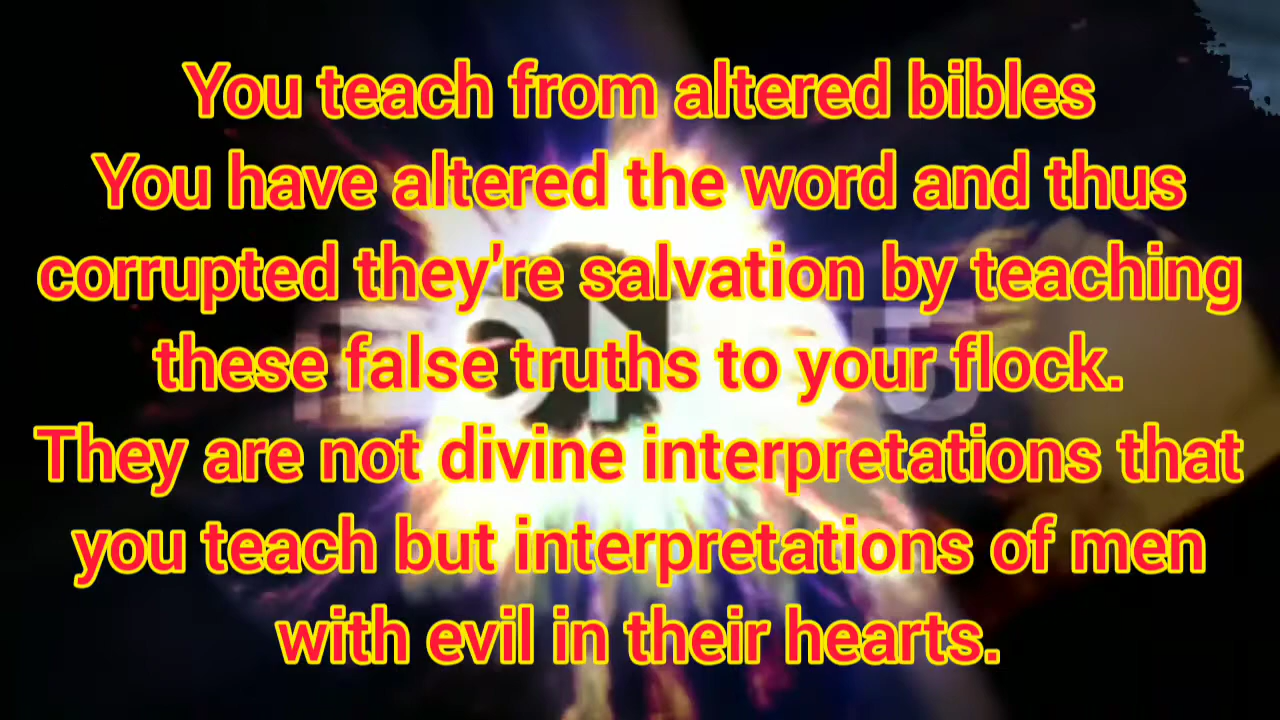 You teach from altered bibles
You have altered the word and thus
corrupted they're salvation by teaching
these false truths to your flock.
They are not divine interpretations that
you teach but interpretations of men
with evil in their hearts.